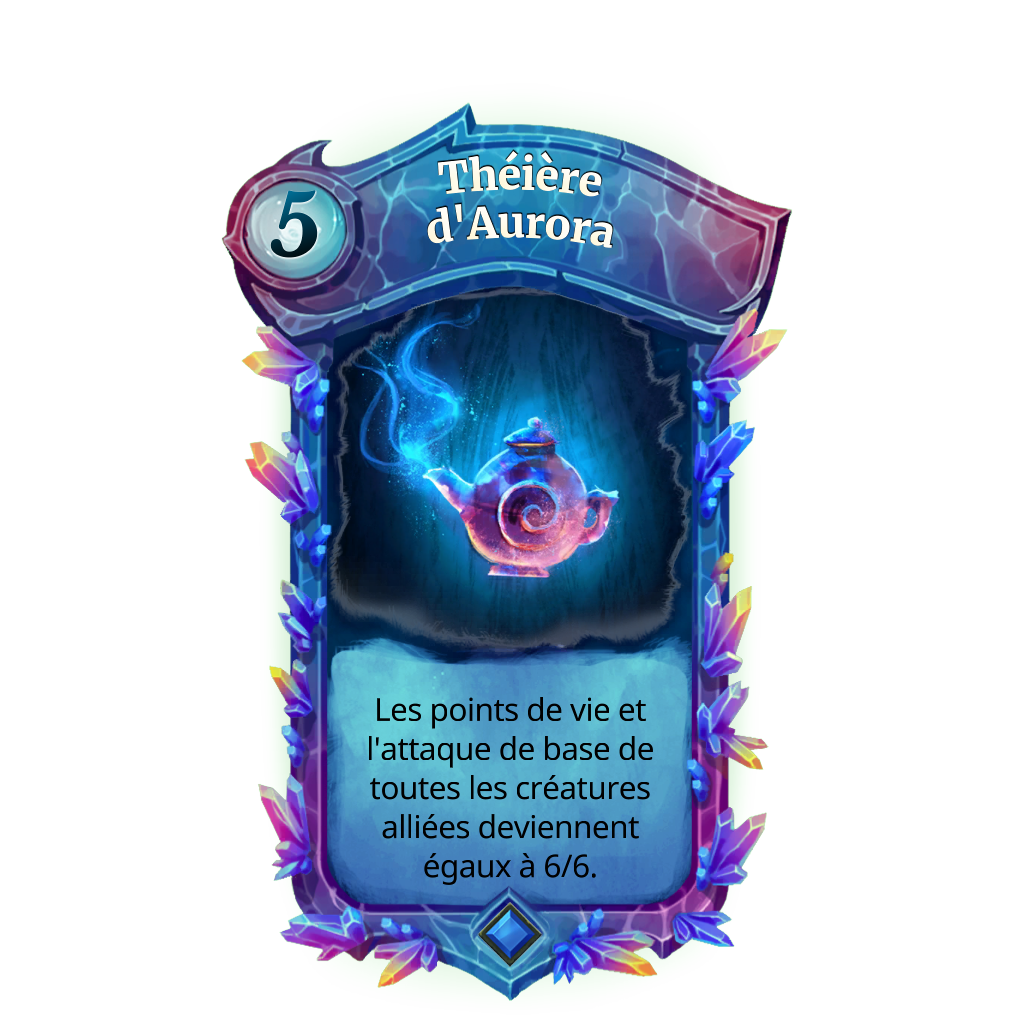 5
Théière
d'Aurora
Les points de vie et
l'attaque de base de
toutes les créatures
alliées deviennent
égaux à 6/6.